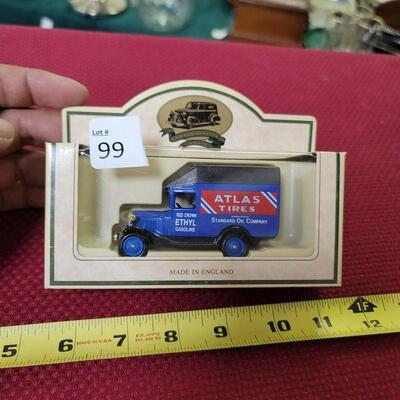 Lot #
99
ATLAS
TIRES
STANDARD OIL COMPANY
RED CROWN
ETHYL
GASOLINE
MADE IN ENGLAND
5 6 7 8 9 10 11 1F 12